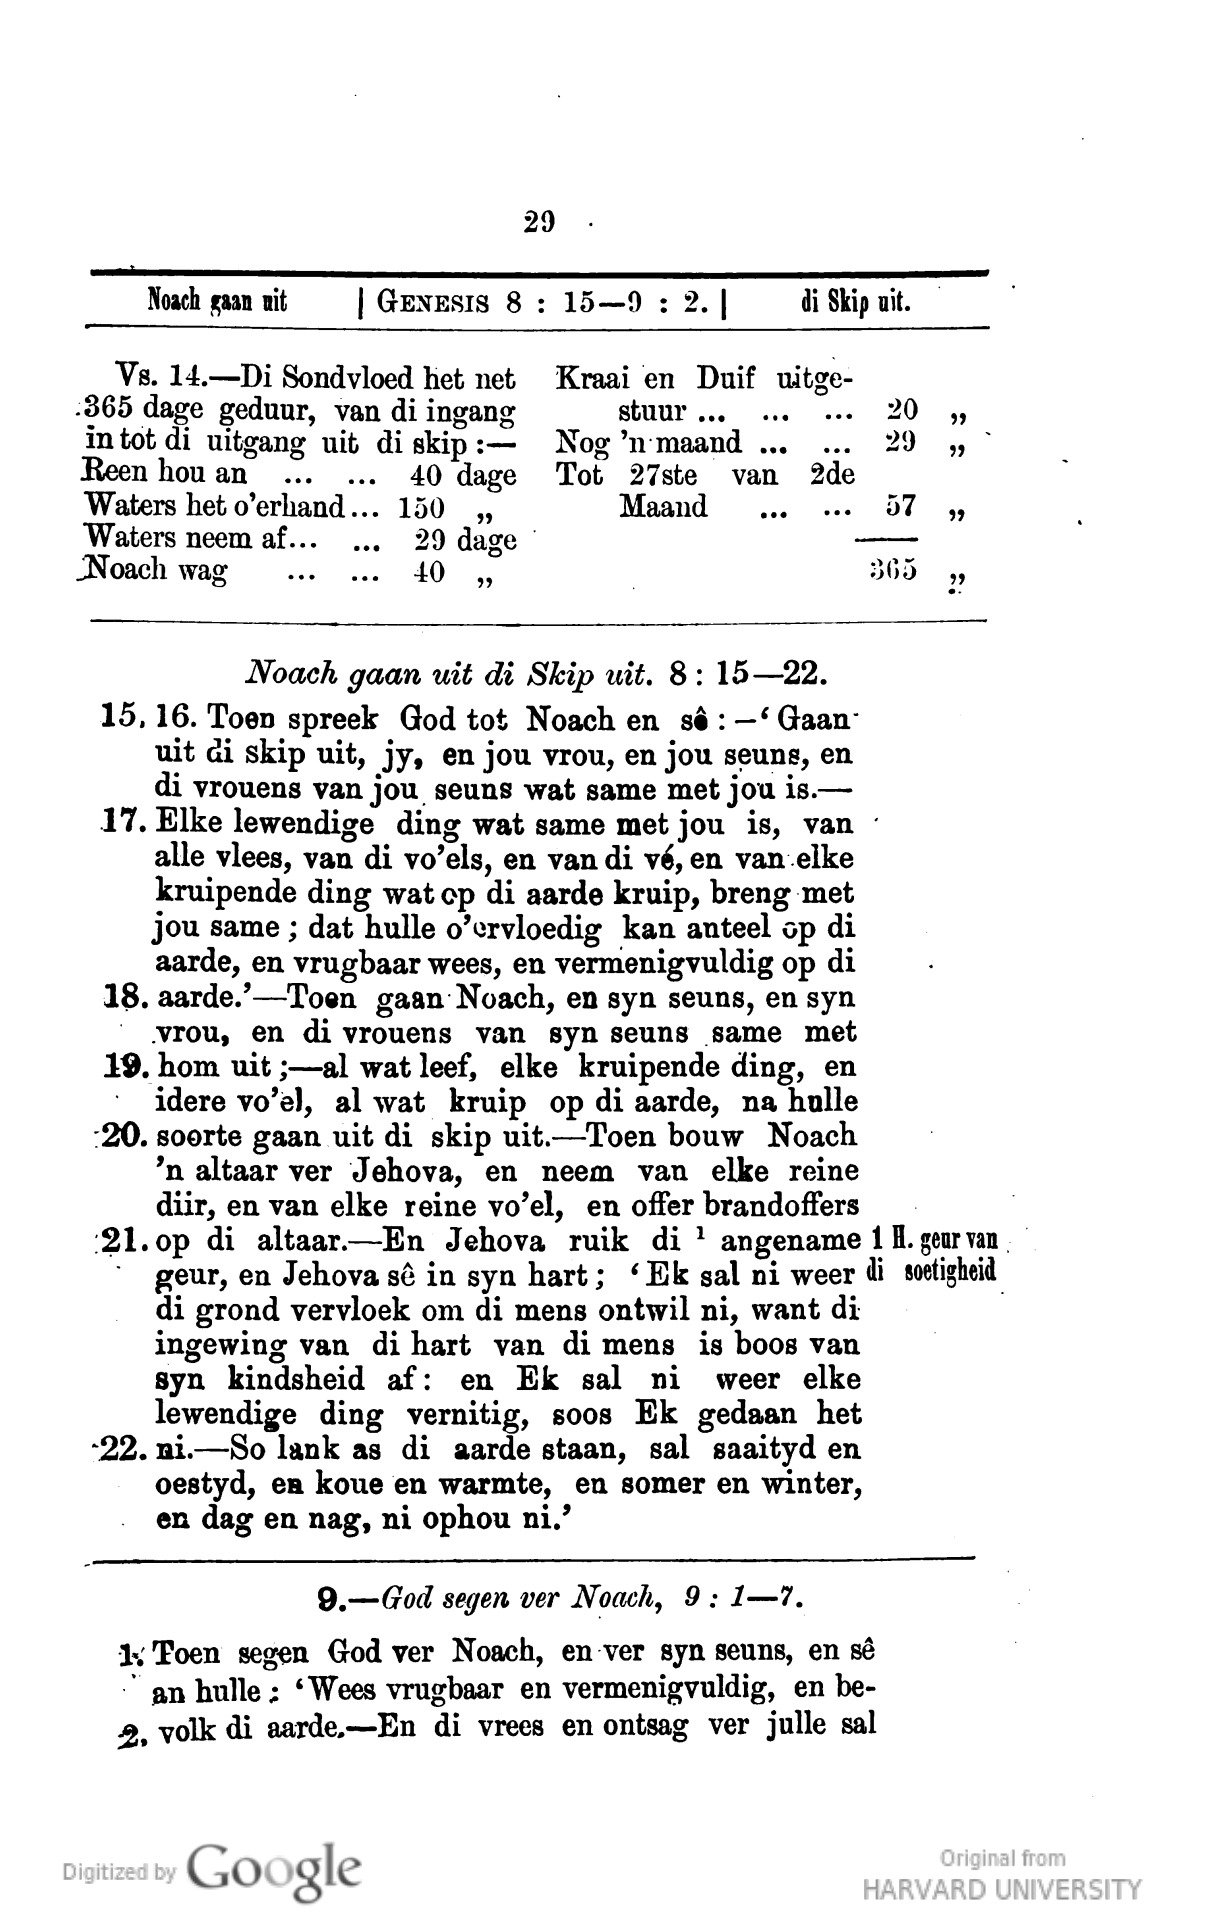 29
Noach gaan uit | GENESIS 8 : 15—9 : 2. | di Skip uit.
Vs. 14.—Di Sondvloed het net
365 dage geduur, van di ingang
in tot di uitgang uit di skip :—
Reen hou an ... ... 40 dage
Waters het o’erhand ... 150 „
Waters neem af ... ... 29 dage
Noach wag ... ... 40 „
Kraai en Duif uitge-
stuur ... ... ... 20 „
Nog ’n maand ... ... 29 „
Tot 27ste van 2de
Maand ... ... 57 „
365 „
Noach gaan uit di Skip uit. 8 : 15—22.
15, 16. Toen spreek God tot Noach en sê : —‘ Gaan
uit di skip uit, jy, en jou vrou, en jou seuns, en
di vrouens van jou seuns wat same met jou is.—
17. Elke lewendige ding wat same met jou is, van
alle vlees, van di vo’els, en van di vé, en van elke
kruipende ding wat op di aarde kruip, breng met
jou same ; dat hulle o’ervloedig kan anteel op di
aarde, en vrugbaar wees, en vermenigvuldig op di
18. aarde.’—Toen gaan Noach, en syn seuns, en syn
vrou, en di vrouens van syn seuns same met
19. hom uit ;—al wat leef, elke kruipende ding, en
idere vo’el, al wat kruip op di aarde, na hulle
20. soorte gaan uit di skip uit.—Toen bouw Noach
’n altaar ver Jehova, en neem van elke reine
diir, en van elke reine vo’el, en offer brandoffers
21. op di altaar.—En Jehova ruik di ¹ angename
geur, en Jehova sê in syn hart ; ‘ Ek sal ni weer
di grond vervloek om di mens ontwil ni, want di
ingewing van di hart van di mens is boos van
syn kindsheid af : en Ek sal ni weer elke
lewendige ding vernitig, soos Ek gedaan het
22. ni.—So lank as di aarde staan, sal saaityd en
oestyd, en koue en warmte, en somer en winter,
en dag en nag, ni ophou ni.’
1 H. geur van
di soetigheid
9.—God segen ver Noach, 9 : 1—7.
1. Toen segen God ver Noach, en ver syn seuns, en sê
an hulle : ‘Wees vrugbaar en vermenigvuldig, en be-
2. volk di aarde.—En di vrees en ontsag ver julle sal
Digitized by Google
Original from
HARVARD UNIVERSITY